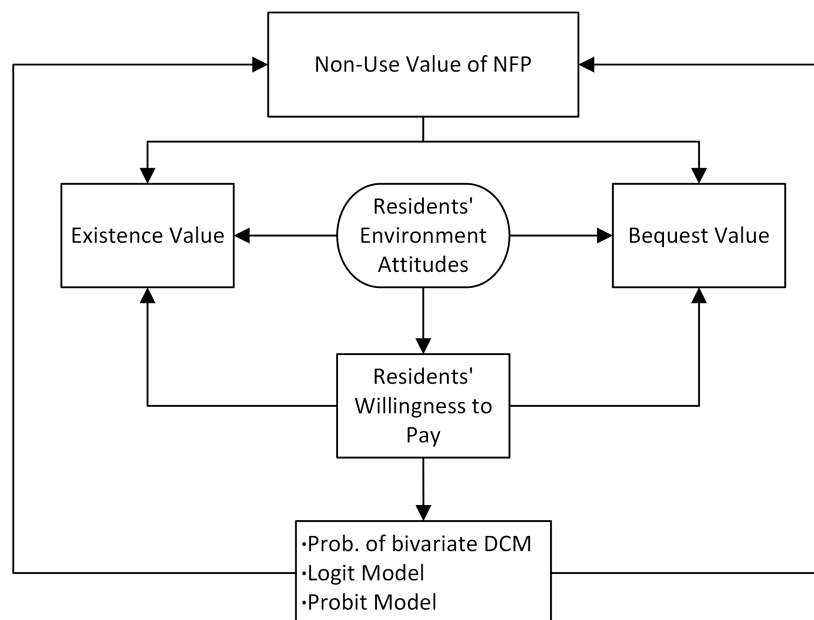 Non-Use Value of NFP
Existence Value
Residents'
Environment
Attitudes
Bequest Value
Residents'
Willingness to
Pay
·Prob. of bivariate DCM
·Logit Model
·Probit Model